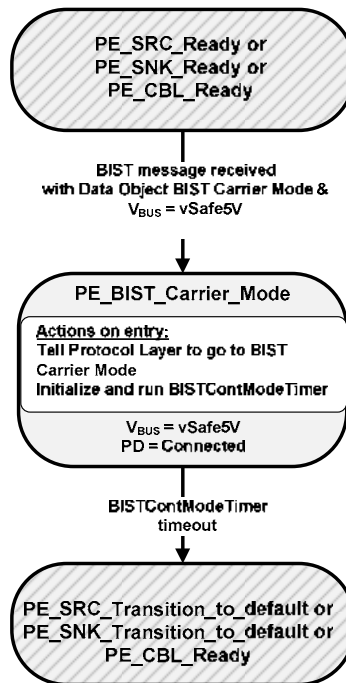 PE_SRC_Ready or
PE_SNK_Ready or
PE_CBL_Ready
BIST message received
with Data Object BIST Carrier Mode &
VBUS = vSafe5V
PE_BIST_Carrier_Mode
Actions on entry:
Tell Protocol Layer to go to BIST
Carrier Mode
Initialize and run BISTContModeTimer
VBUS = vSafe5V
PD = Connected
BISTContModeTimer
timeout
PE_SRC_Transition_to_default or
PE_SNK_Transition_to_default or
PE_CBL_Ready